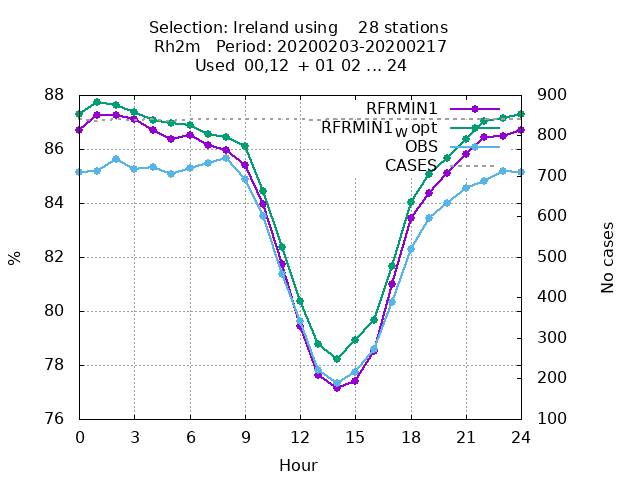 Selection: Ireland using    28 stations
Rh2m   Period: 20200203-20200217
Used  00,12  + 01 02 ... 24
88 900
RFRMIN1
RFRMIN1W opt
OBS
CASES
86 800
84 700
82 600
80 500
78 400
76 300
200
100
%
No cases
0 3 6 9 12 15 18 21 24
Hour